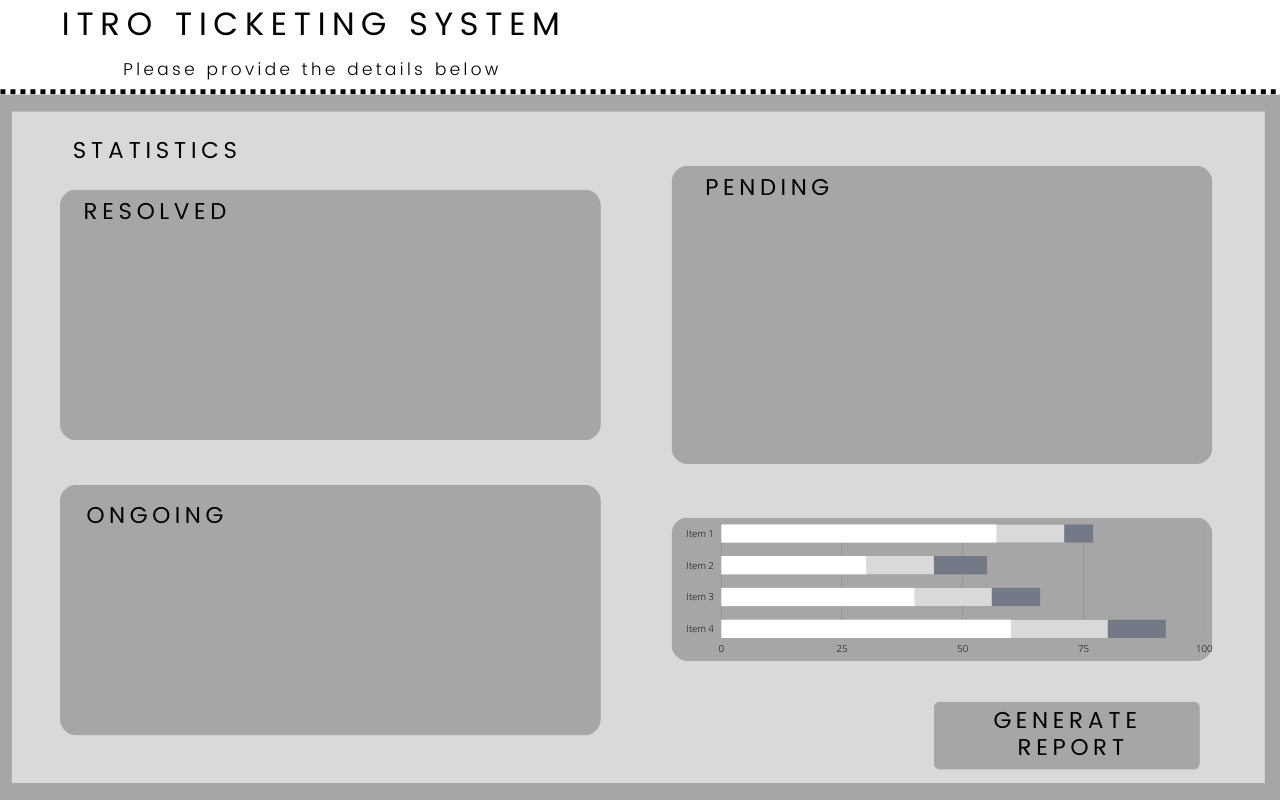 ITRO TICKETING SYSTEM
Please provide the details below
STATISTICS
RESOLVED
ONGOING
PENDING
Item 1
Item 2
Item 3
Item 4
0 25 50 75 100
GENERATE
REPORT